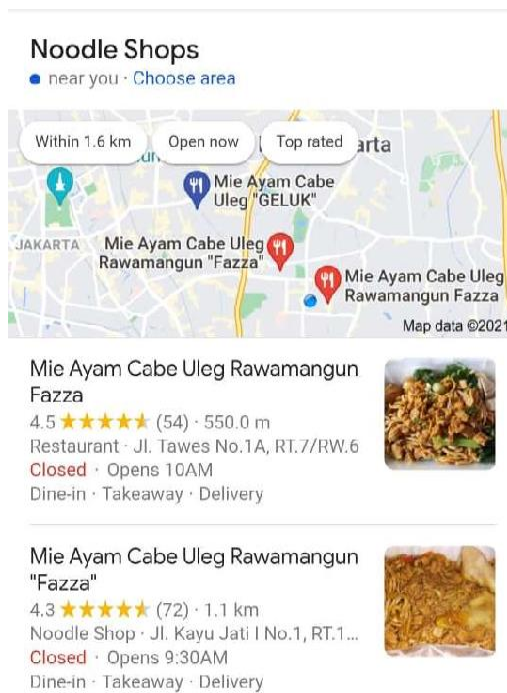 Noodle Shops
near you · Choose area
Within 1.6 km
Open now
Top rated
arta
Mie Ayam Cabe
Uleg "GELUK"
JAKARTA
Mie Ayam Cabe Uleg
Rawamangun "Fazza"
Mie Ayam Cabe Uleg
Rawamangun Fazza
Map data ©2021
Mie Ayam Cabe Uleg Rawamangun
Fazza
4.5 ★★★★★ (54) · 550.0 m
Restaurant · Jl. Tawes No.1A, RT.7/RW.6
Closed · Opens 10AM
Dine-in · Takeaway · Delivery
Mie Ayam Cabe Uleg Rawamangun
"Fazza"
4.3 ★★★★★ (72) · 1.1 km
Noodle Shop · Jl. Kayu Jati I No.1, RT.1...
Closed · Opens 9:30AM
Dine-in · Takeaway · Delivery